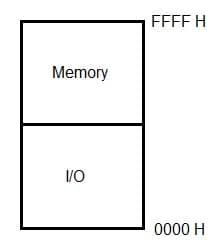 FFFF H
Memory
I/O
0000 H